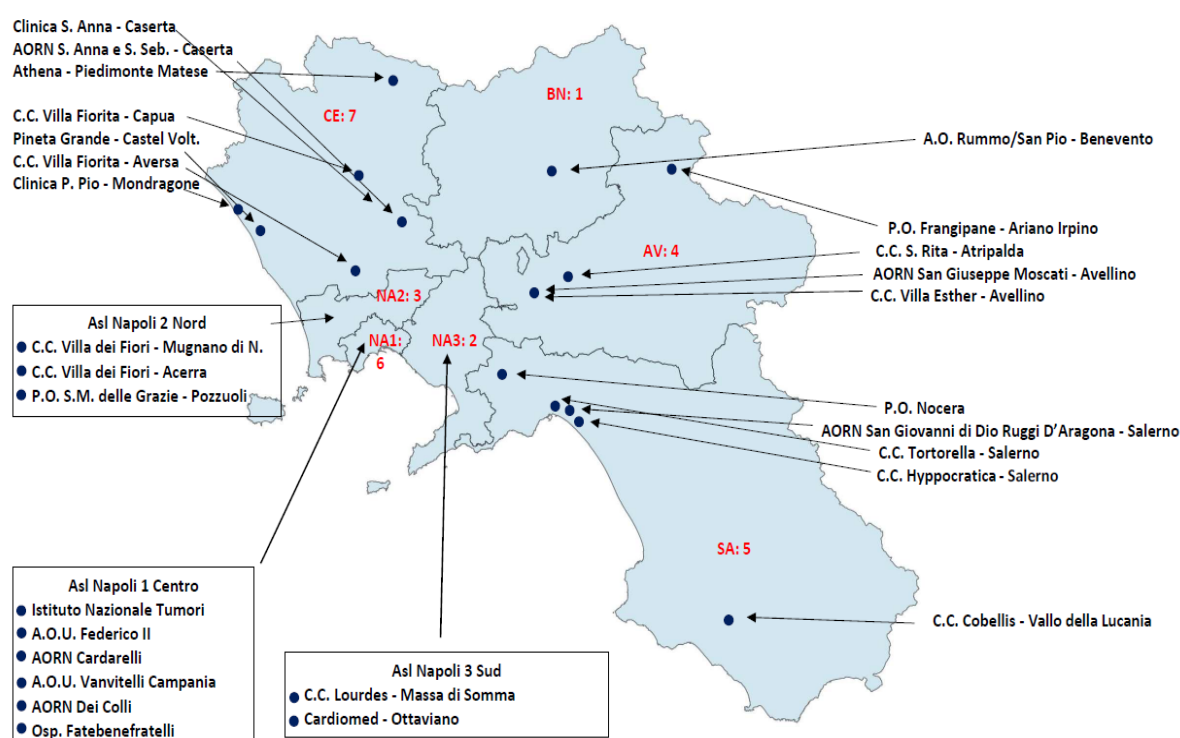 Clinica S. Anna - Caserta
AORN S. Anna e S. Seb. - Caserta
Athena - Piedimonte Matese
C.C. Villa Fiorita - Capua
Pineta Grande - Castel Volt.
C.C. Villa Fiorita - Aversa
Clinica P. Pio - Mondragone
CE: 7
BN: 1
A.O. Rummo/San Pio - Benevento
P.O. Frangipane - Ariano Irpino
AV: 4
C.C. S. Rita - Atripalda
AORN San Giuseppe Moscati - Avellino
C.C. Villa Esther - Avellino
NA2: 3
NA1:
6
NA3: 2
Asl Napoli 2 Nord
C.C. Villa dei Fiori - Mugnano di N.
C.C. Villa dei Fiori - Acerra
P.O. S.M. delle Grazie - Pozzuoli
P.O. Nocera
AORN San Giovanni di Dio Ruggi D'Aragona - Salerno
C.C. Tortorella - Salerno
C.C. Hyppocratica - Salerno
SA: 5
C.C. Cobellis - Vallo della Lucania
Asl Napoli 1 Centro
Istituto Nazionale Tumori
A.O.U. Federico II
AORN Cardarelli
A.O.U. Vanvitelli Campania
AORN Dei Colli
Osp. Fatebenefratelli
Asl Napoli 3 Sud
C.C. Lourdes - Massa di Somma
Cardiomed - Ottaviano